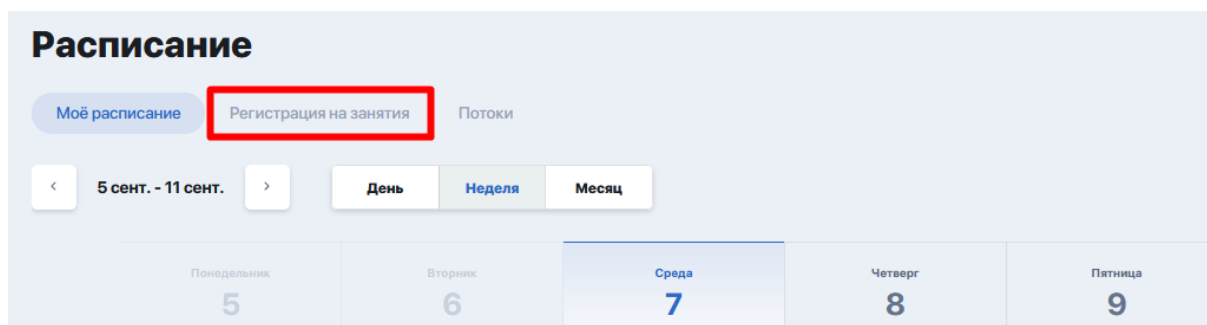 Расписание
Моё расписание Регистрация на занятия Потоки
5 сент. - 11 сент. День Неделя Месяц
Понедельник Вторник Среда Четверг Пятница
5 6 7 8 9